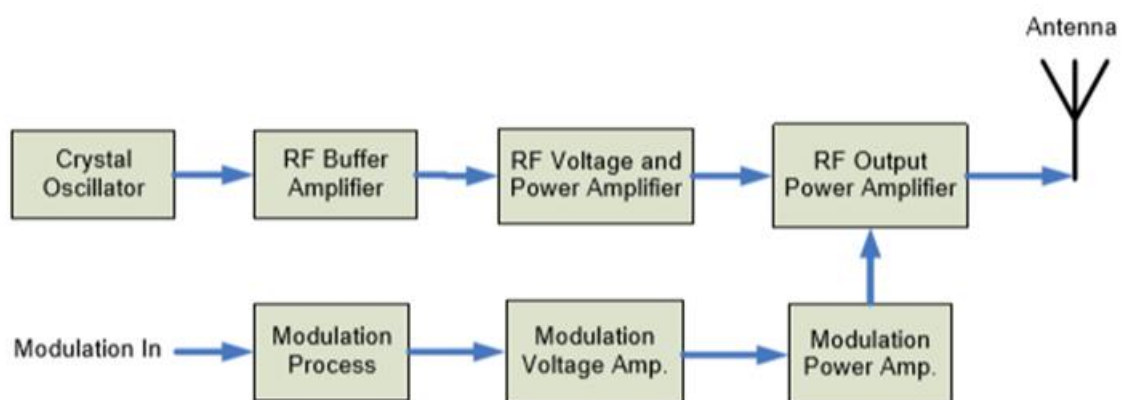 Antenna
Crystal
Oscillator
RF Buffer
Amplifier
RF Voltage and
Power Amplifier
RF Output
Power Amplifier
Modulation In
Modulation
Process
Modulation
Voltage Amp.
Modulation
Power Amp.